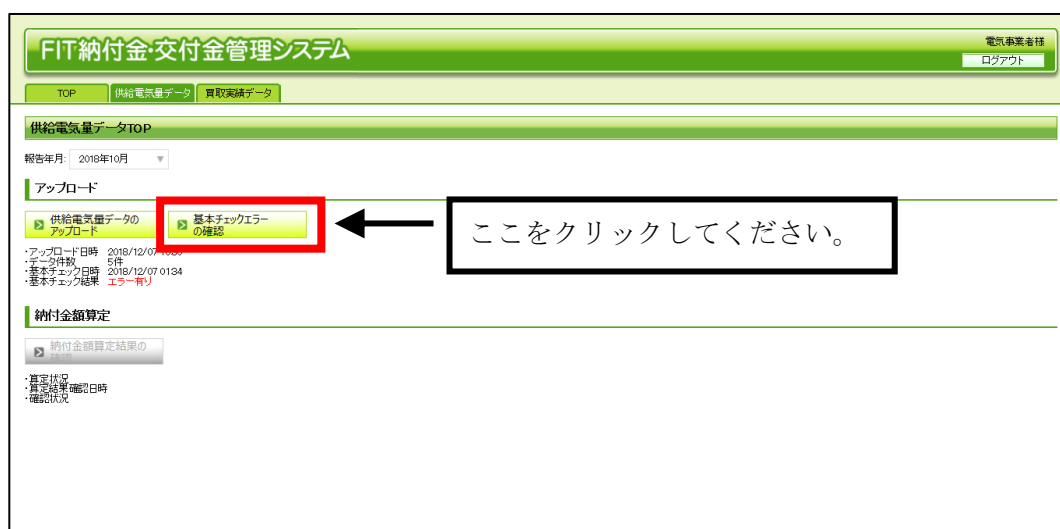 FIT納付金・交付金管理システム
電気事業者様
ログアウト
TOP 供給電気量データ 買取実績データ
供給電気量データTOP
報告年月: 2018年10月
アップロード
供給電気量データの
アップロード
基本チェックエラー
の確認
ここをクリックしてください。
・アップロード日時 2018/12/07
・データ件数 5件
・基本チェック日時 2018/12/07 0134
・基本チェック結果 エラー有り
納付金額算定
納付金額算定結果の
確認
・算定状況
・算定結果確認日時
・確認状況